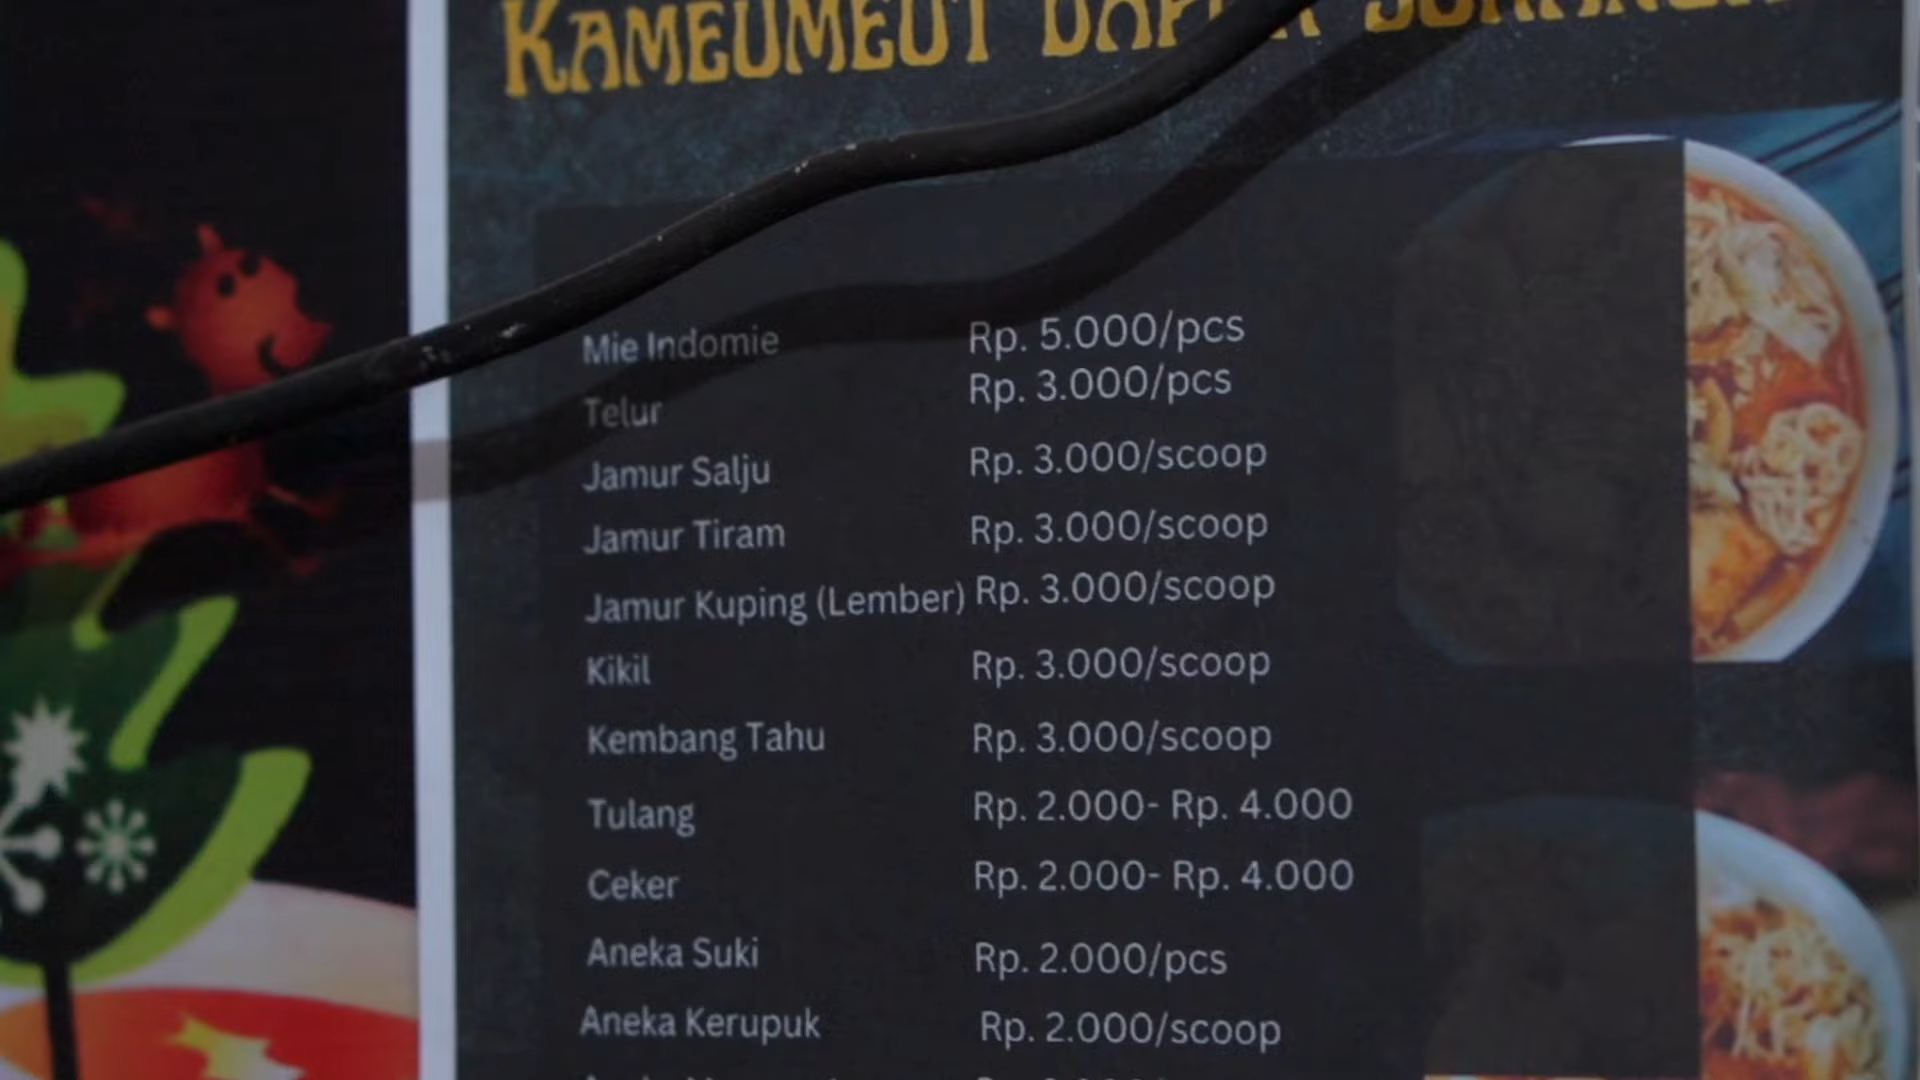 KAMEUMEUT
Mie Indomie Rp. 5.000/pcs
Telur Rp. 3.000/pcs
Jamur Salju Rp. 3.000/scoop
Jamur Tiram Rp. 3.000/scoop
Jamur Kuping (Lember) Rp. 3.000/scoop
Kikil Rp. 3.000/scoop
Kembang Tahu Rp. 3.000/scoop
Tulang Rp. 2.000- Rp. 4.000
Ceker Rp. 2.000- Rp. 4.000
Aneka Suki Rp. 2.000/pcs
Aneka Kerupuk Rp. 2.000/scoop